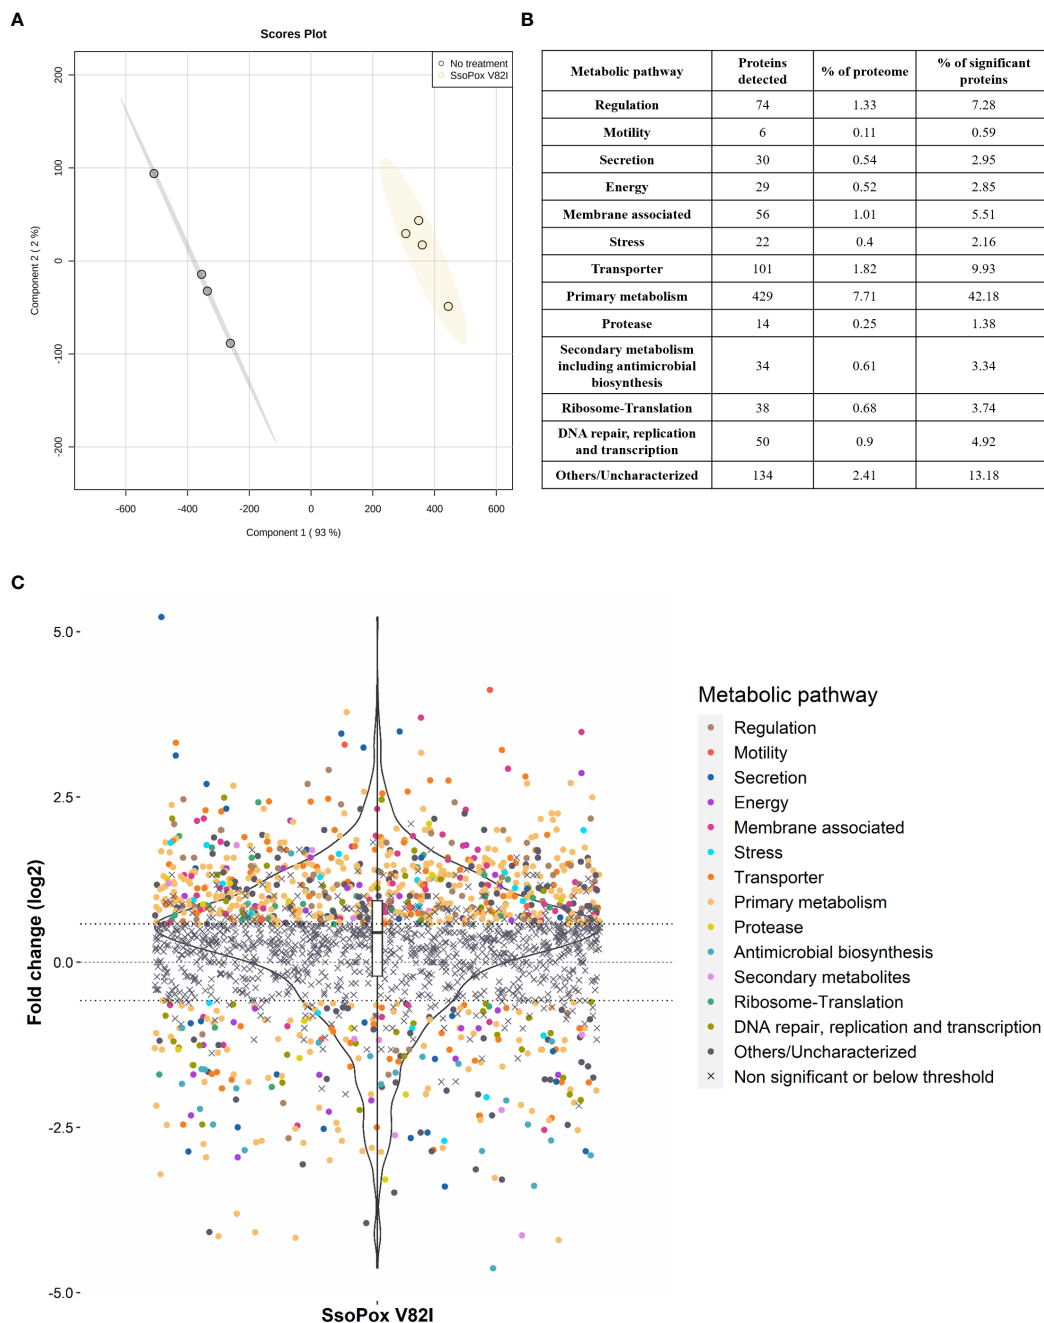 A
B
Scores Plot
No treatment
SsoPox V82I
200
100
0
-100
-200
Component 2 ( 2 %)
-600
-400
-200
0
200
400
600
Component 1 ( 93 %)
Metabolic pathway
Proteins detected
% of proteome
% of significant proteins
Regulation 74 1.33 7.28
Motility 6 0.11 0.59
Secretion 30 0.54 2.95
Energy 29 0.52 2.85
Membrane associated 56 1.01 5.51
Stress 22 0.4 2.16
Transporter 101 1.82 9.93
Primary metabolism 429 7.71 42.18
Protease 14 0.25 1.38
Secondary metabolism
including antimicrobial
biosynthesis
34 0.61 3.34
Ribosome-Translation 38 0.68 3.74
DNA repair, replication
and transcription
50 0.9 4.92
Others/Uncharacterized 134 2.41 13.18
C
5.0
2.5
0.0
-2.5
-5.0
Fold change (log2)
SsoPox V82I
Metabolic pathway
Regulation
Motility
Secretion
Energy
Membrane associated
Stress
Transporter
Primary metabolism
Protease
Antimicrobial biosynthesis
Secondary metabolites
Ribosome-Translation
DNA repair, replication and transcription
Others/Uncharacterized
Non significant or below threshold